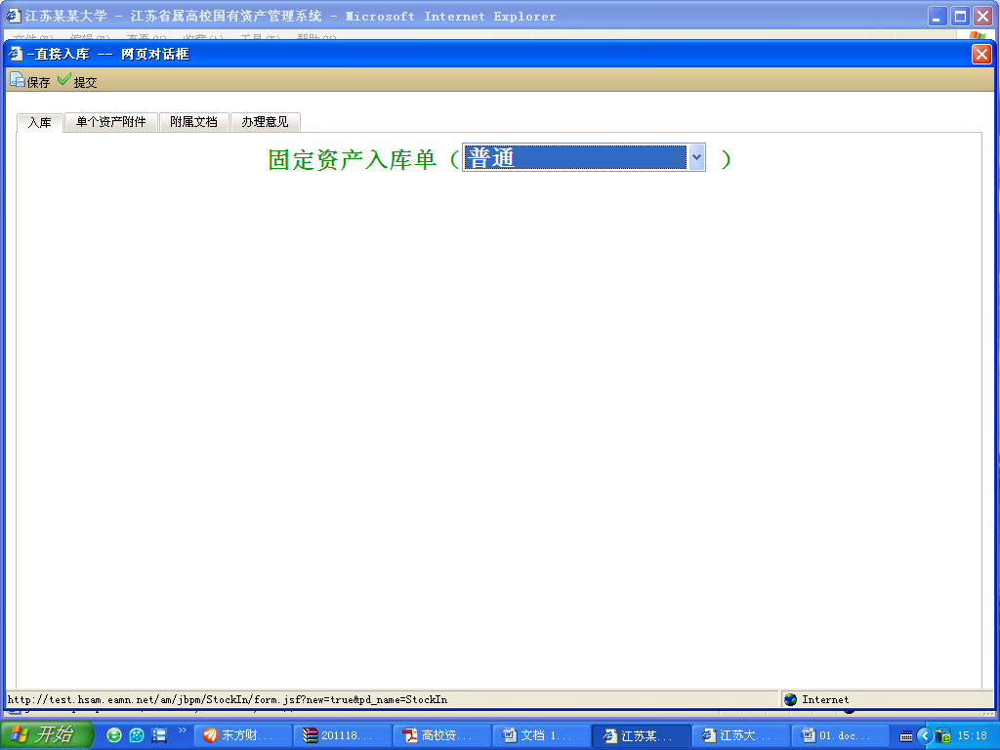 江苏某某大学 - 江苏省属高校国有资产管理系统 - Microsoft Internet Explorer
-直接入库 -- 网页对话框
保存 提交
入库 单个资产附件 附属文档 办理意见
固定资产入库单（普通）
http://test.hsam.eamn.net/am/jbpm/StockIn/form.jsf?new=true&pd_name=StockIn Internet
开始 » 东方财... 201118... 高校资... 文档 1... 江苏某... 江苏大... 01.doc... 15:18